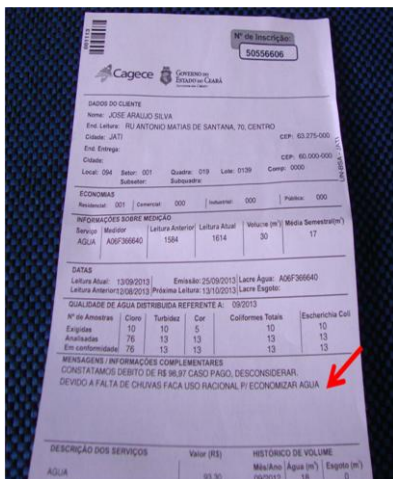 Nº de Inscrição:
50556606
Cagece
GOVERNO DO
ESTADO DO CEARÁ
DADOS DO CLIENTE
Nome: JOSE ARAUJO SILVA
End. Leitura: RU ANTONIO MATIAS DE SANTANA, 70, CENTRO
Cidade: JATI CEP: 63.275-000
End. Entrega:
Cidade: CEP: 60.000-000
Local: 094 Setor: 001 Quadra: 019 Lote: 0139 Comp: 0000
Subsetor: Subquadra:
ECONOMIAS
Residencial: 001 Comercial: 000 Industrial: 000 Pública: 000
INFORMAÇÕES SOBRE MEDIÇÃO
Serviço Medidor Leitura Anterior Leitura Atual Volume (m³) Média Semestral(m³)
AGUA A06F366640 1584 1614 30 17
DATAS
Leitura Atual: 13/09/2013 Emissão: 25/09/2013 Lacre Água: A06F366640
Leitura Anterior: 12/08/2013 Próxima Leitura: 13/10/2013 Lacre Esgoto:
QUALIDADE DE AGUA DISTRIBUIDA REFERENTE A: 09/2013
Nº de Amostras Cloro Turbidez Cor Coliformes Totais Escherichia Coli
Exigidas 10 10 5 10 10
Analisadas 76 13 13 13 13
Em conformidade 76 13 13 13 13
MENSAGENS / INFORMAÇÕES COMPLEMENTARES
CONSTATAMOS DEBITO DE R$ 96,97 CASO PAGO, DESCONSIDERAR.
DEVIDO A FALTA DE CHUVAS FACA USO RACIONAL P/ ECONOMIZAR AGUA
DESCRIÇÃO DOS SERVIÇOS Valor (R$) HISTÓRICO DE VOLUME
Mês/Ano Água (m³) Esgoto (m³)
AGUA 93,30 09/2013 18 0